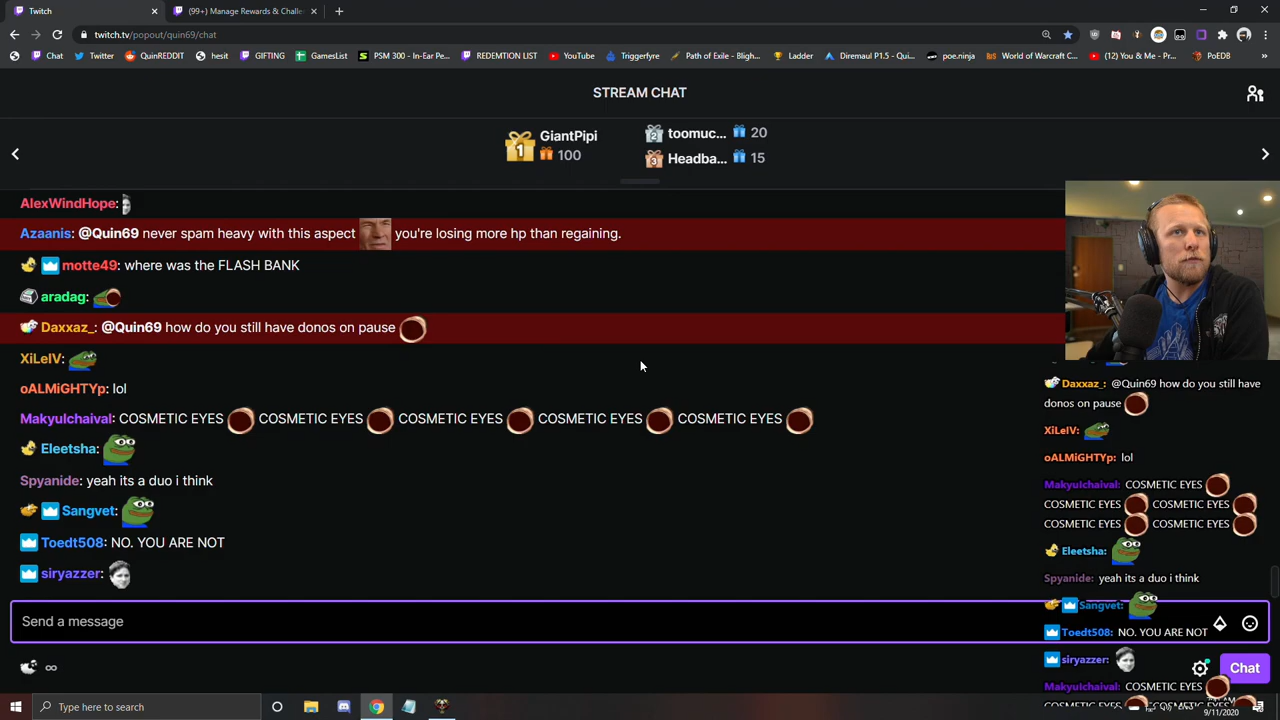 Twitch
(99+) Manage Rewards & Challe
twitch.tv/popout/quin69/chat
Chat
Twitter
QuinREDDIT
hesit
GIFTING
GamesList
PSM 300 - In-Ear Pe...
REDEMTION LIST
YouTube
Triggerfyre
Path of Exile - Bligh...
Ladder
Diremaul P1.5 - Qui...
poe.ninja
World of Warcraft C...
(12) You & Me - Pr...
PoEDB
STREAM CHAT
1 GiantPipi 100
2 toomuc... 20
3 Headba... 15
AlexWindHope:
Azaanis: @Quin69 never spam heavy with this aspect you're losing more hp than regaining.
motte49: where was the FLASH BANK
aradag:
Daxxaz_: @Quin69 how do you still have donos on pause
XiLeIV:
oALMiGHTYp: lol
MakyuIchaival: COSMETIC EYES COSMETIC EYES COSMETIC EYES COSMETIC EYES COSMETIC EYES
Eleetsha:
Spyanide: yeah its a duo i think
Sangvet:
Toedt508: NO. YOU ARE NOT
siryazzer:
Send a message
Chat
Daxxaz_: @Quin69 how do you still have
donos on pause
XiLeIV:
oALMiGHTYp: lol
MakyuIchaival: COSMETIC EYES
COSMETIC EYES COSMETIC EYES
COSMETIC EYES COSMETIC EYES
Eleetsha:
Spyanide: yeah its a duo i think
Sangvet:
Toedt508: NO. YOU ARE NOT
siryazzer:
MakyuIchaival: COSMETIC EYES
Type here to search
9/11/2020